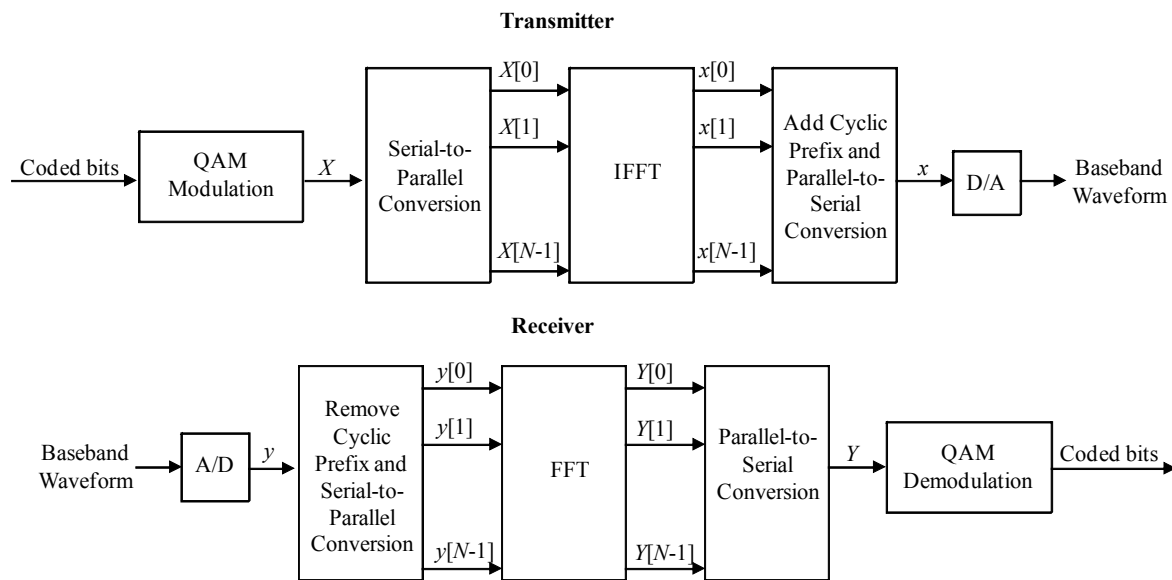 Transmitter
Coded bits
QAM
Modulation
X
Serial-to-
Parallel
Conversion
X[0]
X[1]
X[N-1]
IFFT
x[0]
x[1]
x[N-1]
Add Cyclic
Prefix and
Parallel-to-
Serial
Conversion
x
D/A
Baseband
Waveform
Receiver
Baseband
Waveform
A/D
y
Remove
Cyclic
Prefix and
Serial-to-
Parallel
Conversion
y[0]
y[1]
y[N-1]
FFT
Y[0]
Y[1]
Y[N-1]
Parallel-to-
Serial
Conversion
Y
QAM
Demodulation
Coded bits